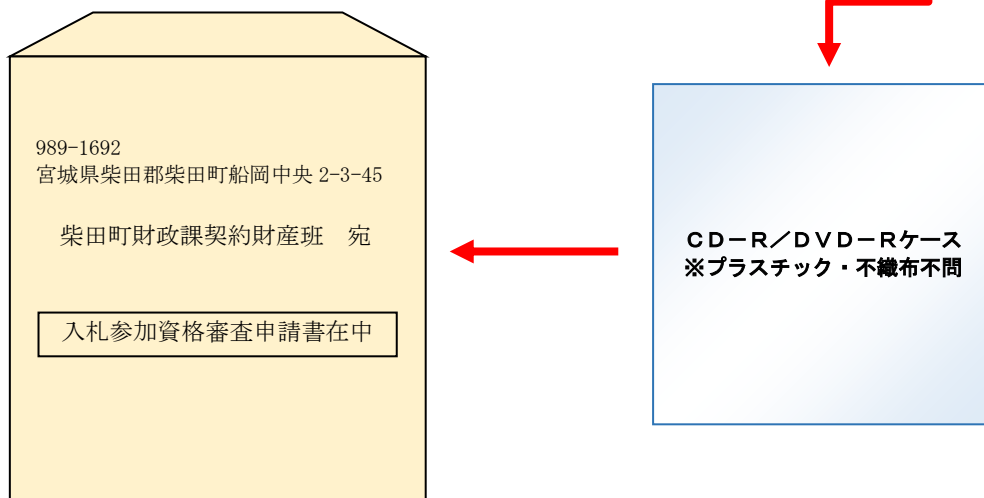 989-1692
宮城県柴田郡柴田町船岡中央 2-3-45
柴田町財政課契約財産班　宛
入札参加資格審査申請書在中
ＣＤ－Ｒ／ＤＶＤ－Ｒケース
※プラスチック・不織布不問